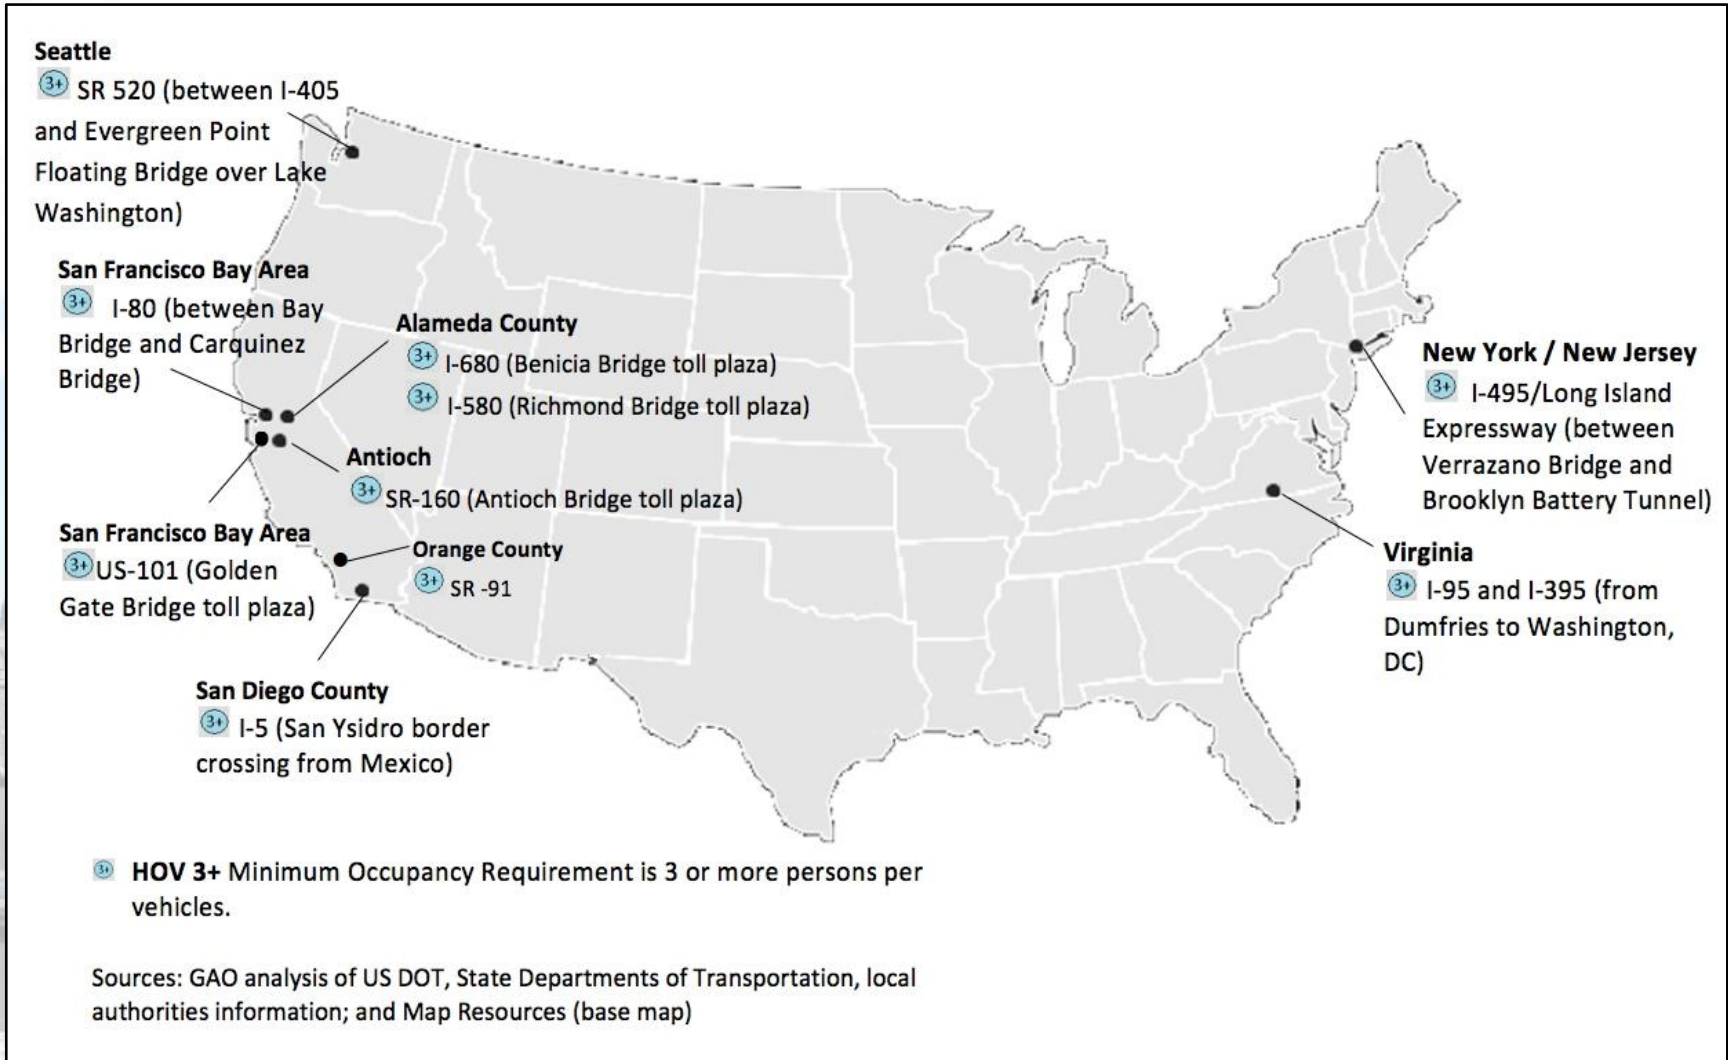 Seattle
3+ SR 520 (between I-405
and Evergreen Point
Floating Bridge over Lake
Washington)
San Francisco Bay Area
3+ I-80 (between Bay
Bridge and Carquinez
Bridge)
Alameda County
3+ I-680 (Benicia Bridge toll plaza)
3+ I-580 (Richmond Bridge toll plaza)
Antioch
3+ SR-160 (Antioch Bridge toll plaza)
San Francisco Bay Area
3+ US-101 (Golden
Gate Bridge toll plaza)
Orange County
3+ SR -91
San Diego County
3+ I-5 (San Ysidro border
crossing from Mexico)
New York / New Jersey
3+ I-495/Long Island
Expressway (between
Verrazano Bridge and
Brooklyn Battery Tunnel)
Virginia
3+ I-95 and I-395 (from
Dumfries to Washington,
DC)
3+ HOV 3+ Minimum Occupancy Requirement is 3 or more persons per
vehicles.
Sources: GAO analysis of US DOT, State Departments of Transportation, local
authorities information; and Map Resources (base map)